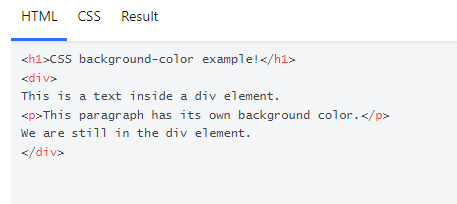 HTML CSS Result
<h1>CSS background-color example!</h1>
<div>
This is a text inside a div element.
<p>This paragraph has its own background color.</p>
We are still in the div element.
</div>